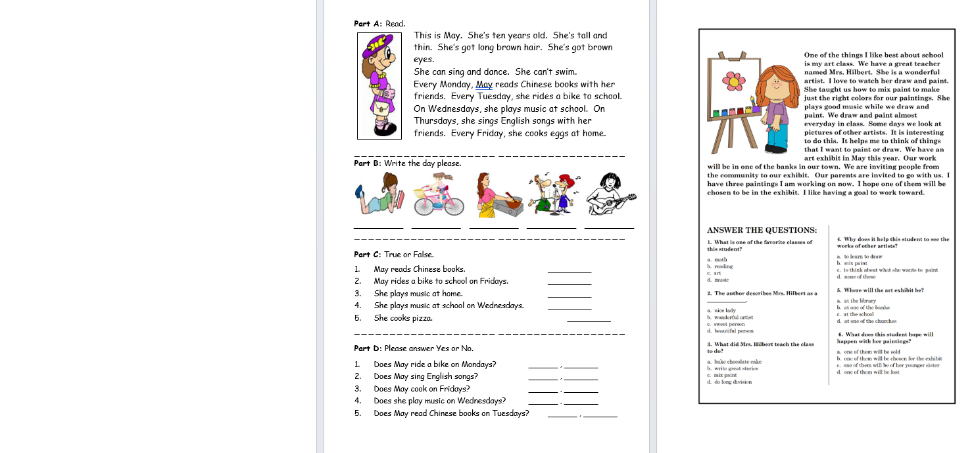 Part A: Read.
This is May. She's ten years old. She's tall and
thin. She's got long brown hair. She's got brown
eyes.
She can sing and dance. She can't swim.
Every Monday, May reads Chinese books with her
friends. Every Tuesday, she rides a bike to school.
On Wednesdays, she plays music at school. On
Thursdays, she sings English songs with her
friends. Every Friday, she cooks eggs at home.
Part B: Write the day please.
Part C: True or False.
1. May reads Chinese books.
2. May rides a bike to school on Fridays.
3. She plays music at home.
4. She plays music at school on Wednesdays.
5. She cooks pizza.
Part D: Please answer Yes or No.
1. Does May ride a bike on Mondays?
2. Does May sing English songs?
3. Does May cook on Fridays?
4. Does she play music on Wednesdays?
5. Does May read Chinese books on Tuesdays?
One of the things I like best about school
is my art class. We have a great teacher
named Mrs. Hilbert. She is a wonderful
artist. I love to watch her draw and paint.
She taught us how to mix paint to make
just the right colors for our paintings. She
plays good music while we draw and
paint. We draw and paint almost
everyday in class. Some days we look at
pictures of other artists. It is interesting
to do this. It helps me to think of things
that I want to paint or draw. We have an
art exhibit in May this year. Our work
will be in one of the banks in our town. We are inviting people from
the community to our exhibit. Our parents are invited to go with us. I
have three paintings I am working on now. I hope one of them will be
chosen to be in the exhibit. I like having a goal to work toward.
ANSWER THE QUESTIONS:
1. What is one of the favorite classes of
this student?
a. math
b. reading
c. art
d. music
2. The author describes Mrs. Hilbert as a
a. nice lady
b. wonderful artist
c. sweet person
d. beautiful person
3. What did Mrs. Hilbert teach the class
to do?
a. bake chocolate cake
b. write great stories
c. mix paint
d. do long division
4. Why does it help this student to see the
works of other artists?
a. to learn to draw
b. mix paint
c. to think about what she wants to paint
d. none of these
5. Where will the art exhibit be?
a. at the library
b. at one of the banks
c. at the school
d. at one of the churches
6. What does this student hope will
happen with her paintings?
a. one of them will be sold
b. one of them will be chosen for the exhibit
c. one of them will be of her younger sister
d. one of them will be lost